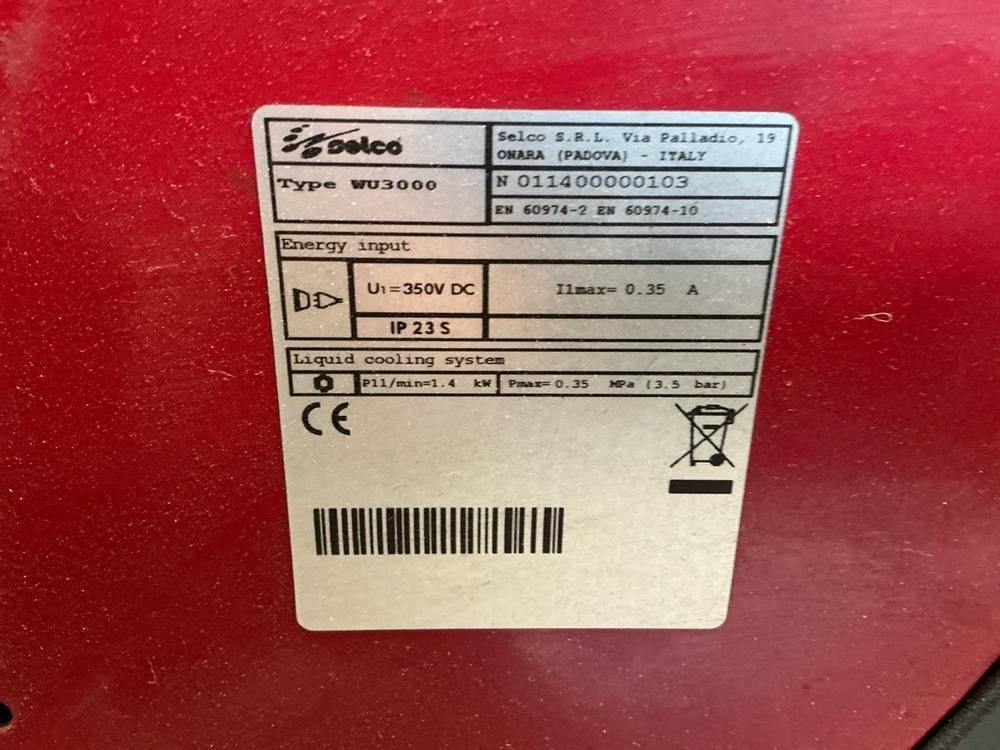 selco
Selco S.R.L. Via Palladio, 19
ONARA (PADOVA) - ITALY
Type WU3000
N 011400000103
EN 60974-2 EN 60974-10
Energy input
U1=350V DC
I1max= 0.35 A
IP 23 S
Liquid cooling system
P1l/min=1.4 kW
Pmax= 0.35 MPa (3.5 bar)
CE